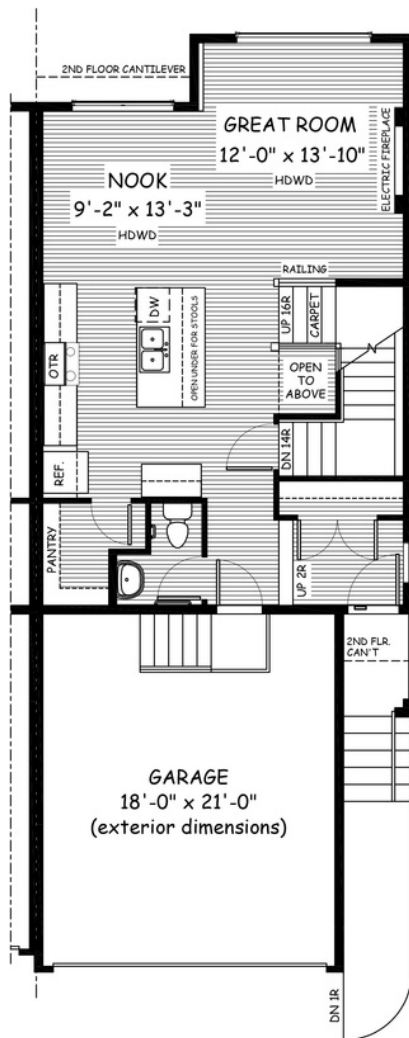 2ND FLOOR CANTILEVER
GREAT ROOM
12'-0" x 13'-10"
HDWD
ELECTRIC FIREPLACE
NOOK
9'-2" x 13'-3"
HDWD
RAILING
UP 16R
CARPET
DW
OPEN UNDER FOR STOOLS
OTR
OPEN
TO
ABOVE
DN 14R
REF.
PANTRY
UP 2R
2ND FLR.
CAN'T
GARAGE
18'-0" x 21'-0"
(exterior dimensions)
DN 1R